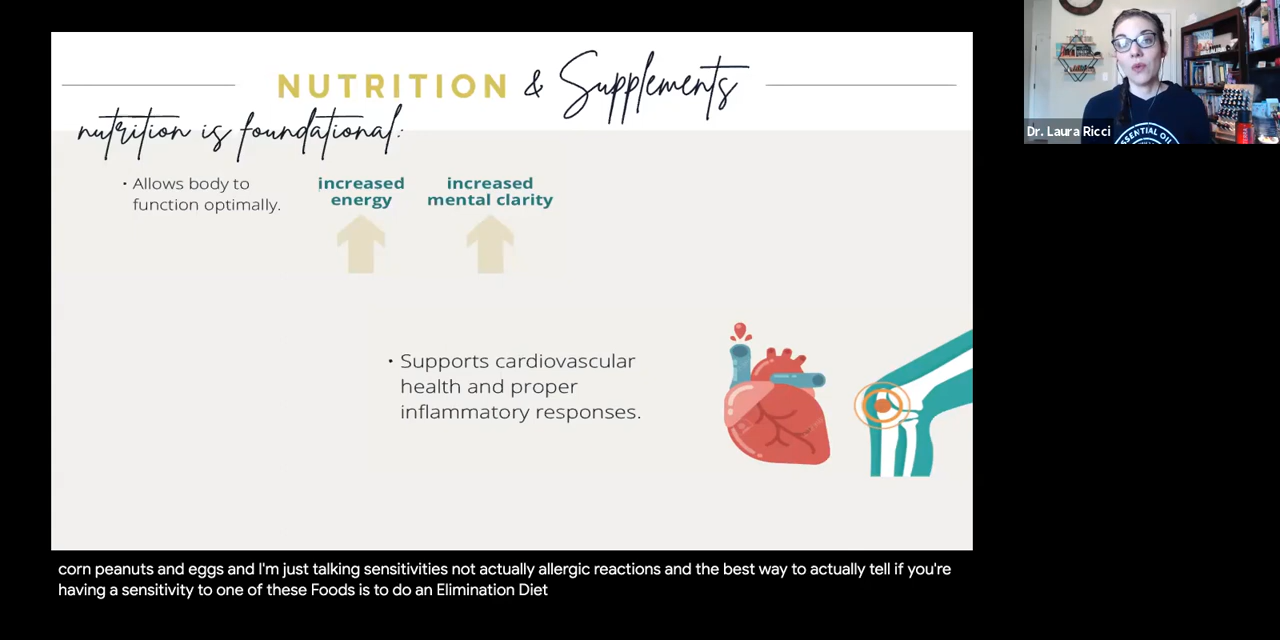 NUTRITION & Supplements
nutrition is foundational:
• Allows body to
function optimally.
increased
energy
increased
mental clarity
• Supports cardiovascular
health and proper
inflammatory responses.
Dr. Laura Ricci
ESSENTIAL OIL
corn peanuts and eggs and I'm just talking sensitivities not actually allergic reactions and the best way to actually tell if you're
having a sensitivity to one of these Foods is to do an Elimination Diet